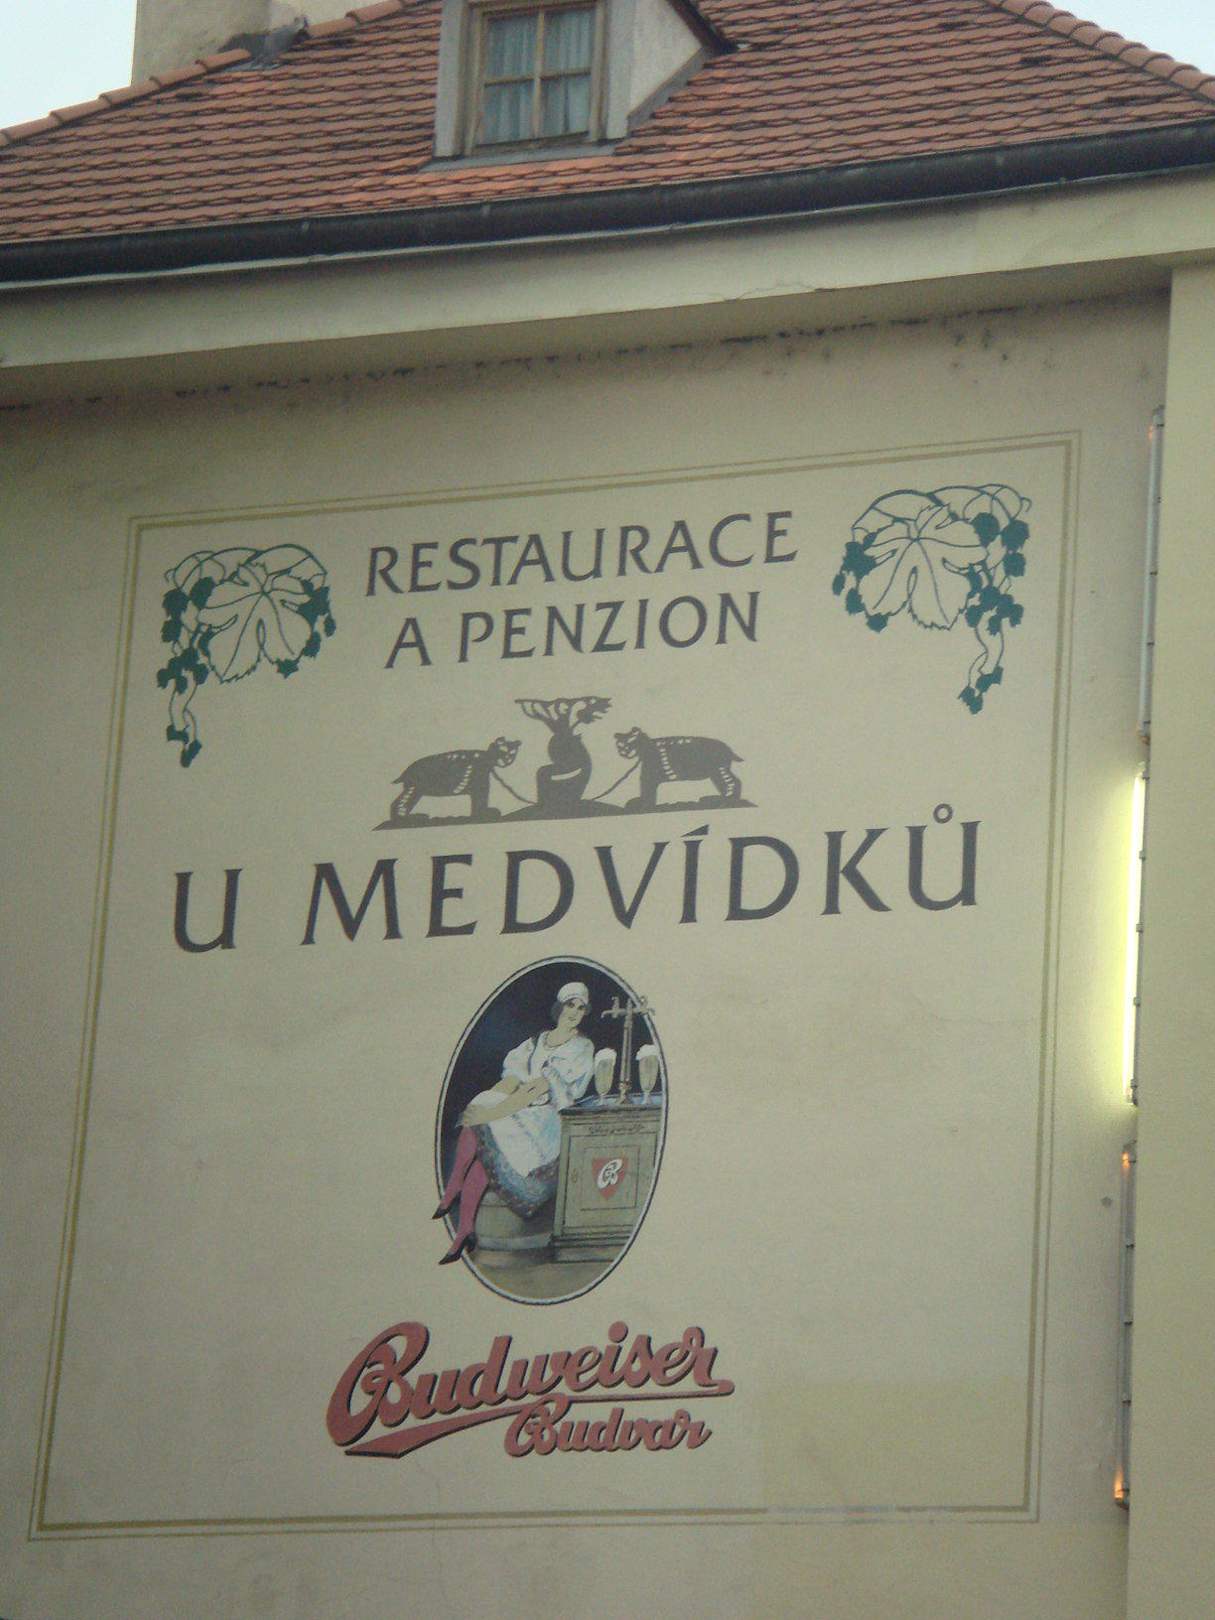 RESTAURACE
A PENZION
U MEDVÍDKŮ
Budweiser
Budvar